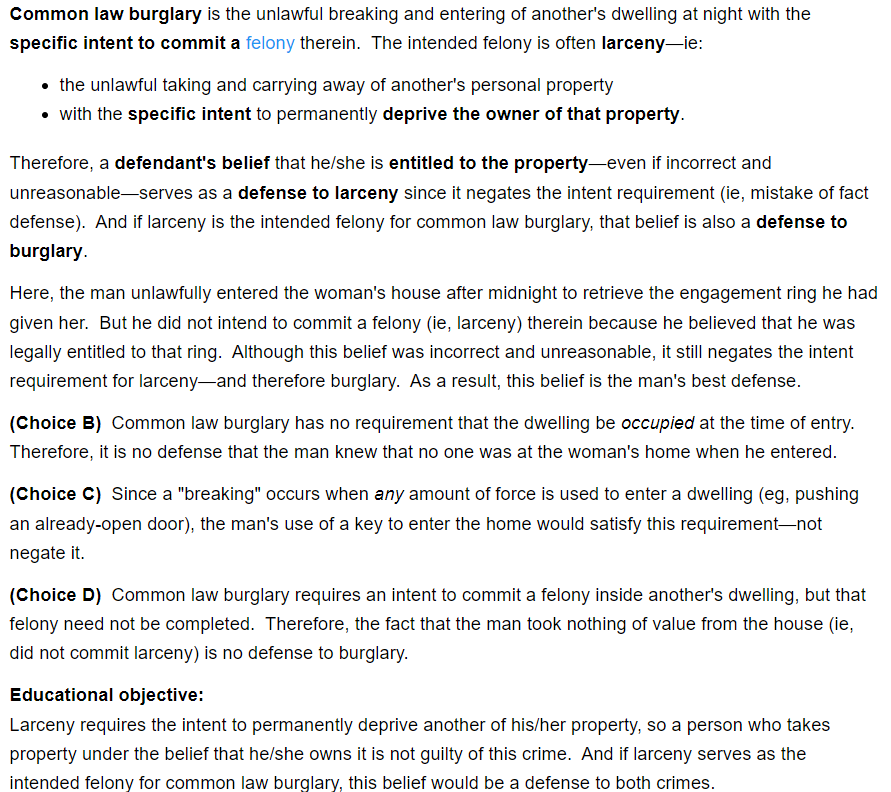 Common law burglary is the unlawful breaking and entering of another's dwelling at night with the
specific intent to commit a felony therein.  The intended felony is often larceny—ie:
• the unlawful taking and carrying away of another's personal property
• with the specific intent to permanently deprive the owner of that property.
Therefore, a defendant's belief that he/she is entitled to the property—even if incorrect and
unreasonable—serves as a defense to larceny since it negates the intent requirement (ie, mistake of fact
defense).  And if larceny is the intended felony for common law burglary, that belief is also a defense to
burglary.
Here, the man unlawfully entered the woman's house after midnight to retrieve the engagement ring he had
given her.  But he did not intend to commit a felony (ie, larceny) therein because he believed that he was
legally entitled to that ring.  Although this belief was incorrect and unreasonable, it still negates the intent
requirement for larceny—and therefore burglary.  As a result, this belief is the man's best defense.
(Choice B)  Common law burglary has no requirement that the dwelling be occupied at the time of entry.
Therefore, it is no defense that the man knew that no one was at the woman's home when he entered.
(Choice C)  Since a "breaking" occurs when any amount of force is used to enter a dwelling (eg, pushing
an already-open door), the man's use of a key to enter the home would satisfy this requirement—not
negate it.
(Choice D)  Common law burglary requires an intent to commit a felony inside another's dwelling, but that
felony need not be completed.  Therefore, the fact that the man took nothing of value from the house (ie,
did not commit larceny) is no defense to burglary.
Educational objective:
Larceny requires the intent to permanently deprive another of his/her property, so a person who takes
property under the belief that he/she owns it is not guilty of this crime.  And if larceny serves as the
intended felony for common law burglary, this belief would be a defense to both crimes.